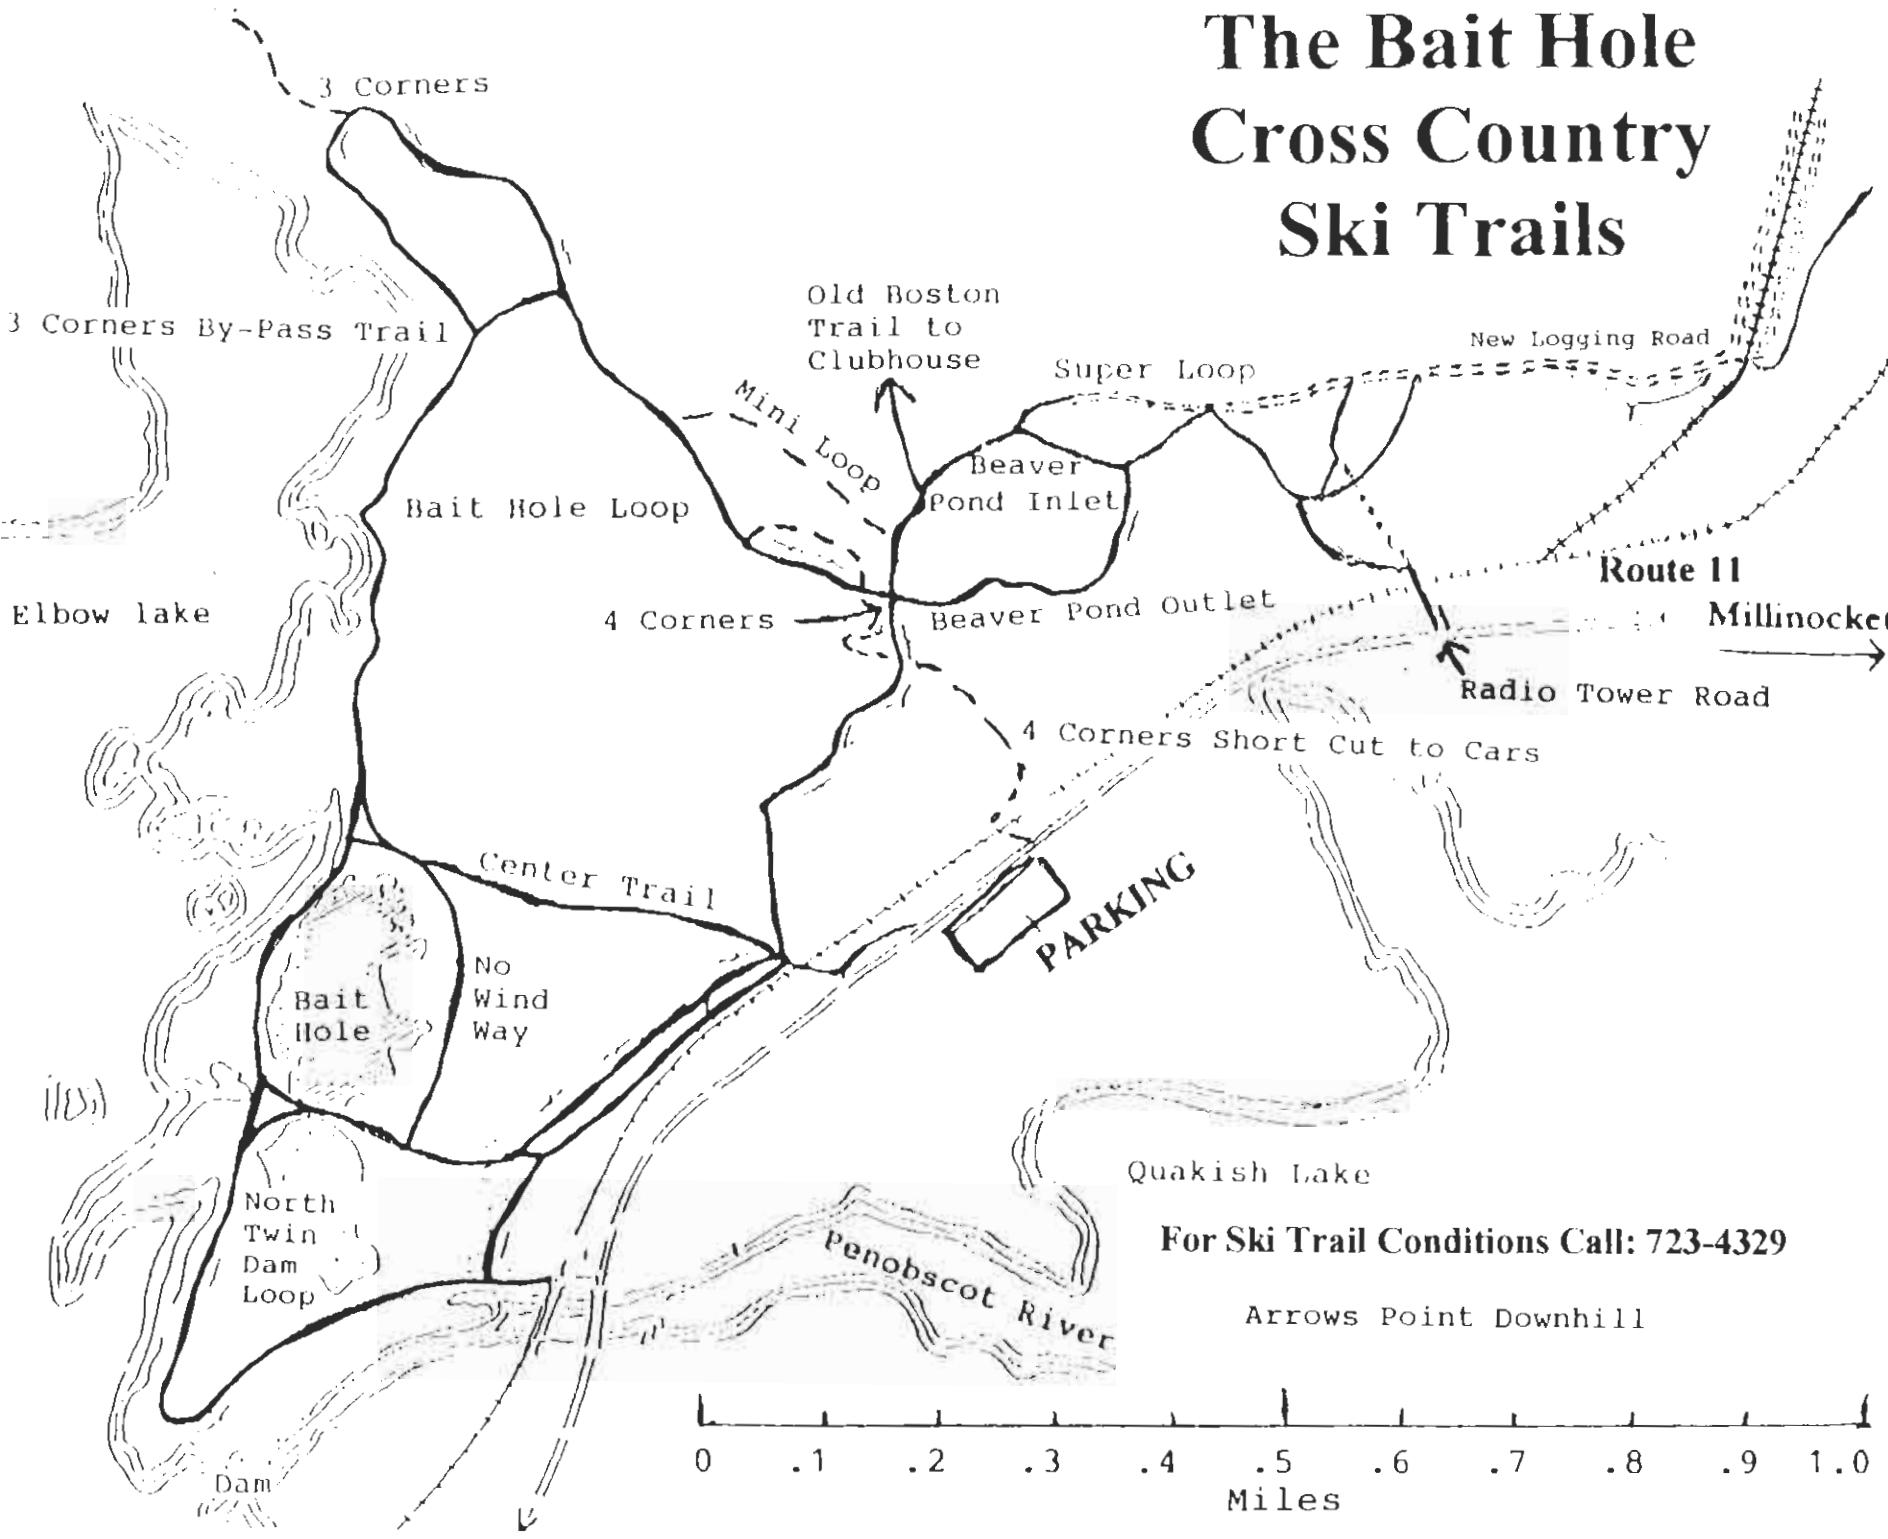 The Bait Hole
Cross Country
Ski Trails
3 Corners
3 Corners By-Pass Trail
Old Boston
Trail to
Clubhouse
New Logging Road
Super Loop
Mini Loop
Beaver
Pond Inlet
Bait Hole Loop
Route 11
Elbow lake
4 Corners
Beaver Pond Outlet
Millinocket
Radio Tower Road
4 Corners Short Cut to Cars
Center Trail
PARKING
No
Wind
Way
Bait
Hole
Quakish Lake
North
Twin
Dam
Loop
Penobscot River
For Ski Trail Conditions Call: 723-4329
Arrows Point Downhill
0 .1 .2 .3 .4 .5 .6 .7 .8 .9 1.0
Miles
Dam